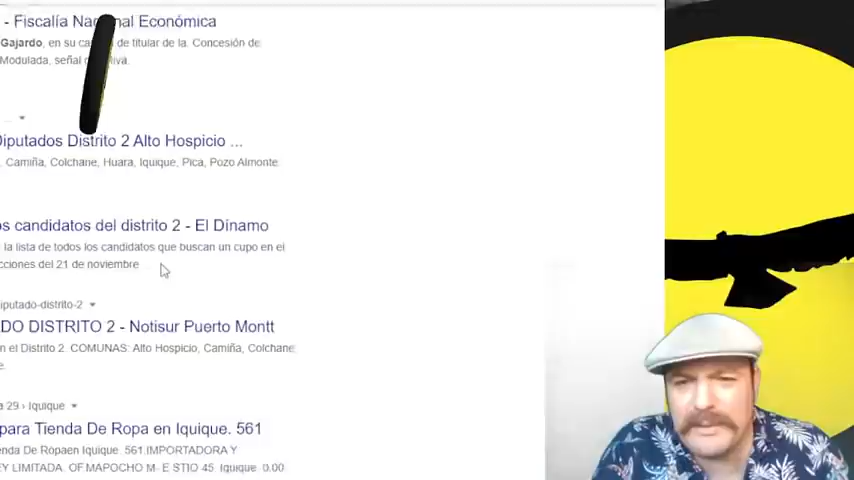 - Fiscalía Nac nal Económica
Gajardo, en su ca de titular de la. Concesión de
Modulada, señal iva.
Diputados Distrito 2 Alto Hospicio ...
. Camiña, Colchane, Huara, Iquique, Pica, Pozo Almonte
os candidatos del distrito 2 - El Dínamo
la lista de todos los candidatos que buscan un cupo en el
cciones del 21 de noviembre
iputado-distrito-2
DO DISTRITO 2 - Notisur Puerto Montt
n el Distrito 2. COMUNAS: Alto Hospicio, Camiña, Colchane
e.
a 29 › Iquique
para Tienda De Ropa en Iquique. 561
enda De Ropaen Iquique. 561.IMPORTADORA Y
EY LIMITADA. OF MAPOCHO M- E STIO 45 Iquique 0.00